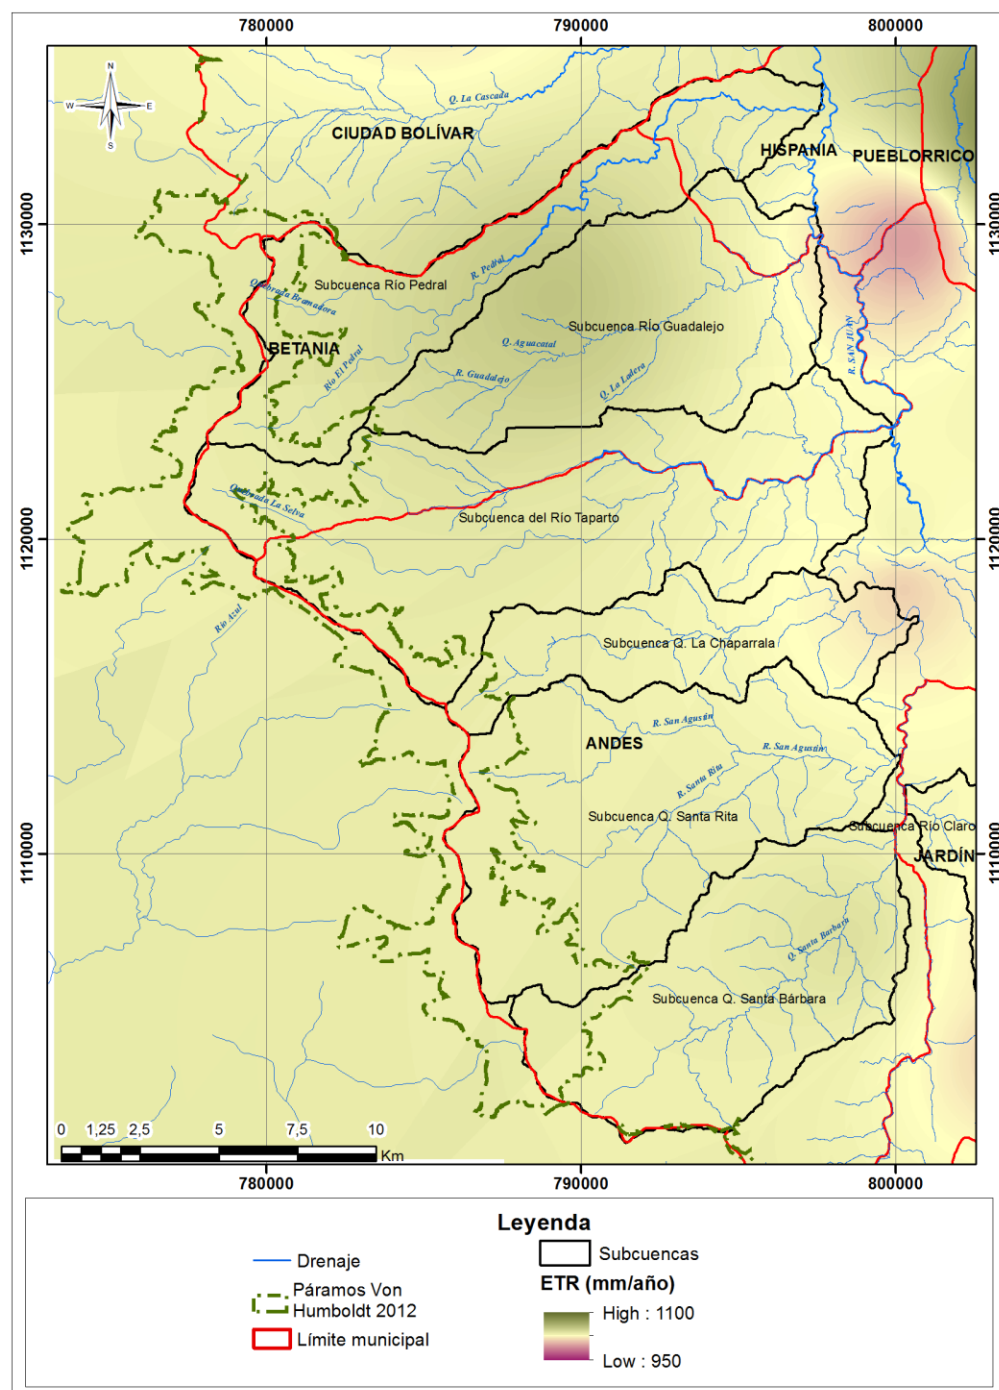 780000 790000 800000
N
W E
S
Q. La Cascada
CIUDAD BOLÍVAR
HISPANIA
PUEBLORRICO
1130000 1130000
R. Pedral
Subcuenca Río Pedral
Quebrada Bramadora
Subcuenca RÍo Guadalejo
R. SAN JUAN
Q. Aguacatal
BETANIA
Río El Pedral
R. Guadalejo
Q. La Ladera
Quebrada La Selva
Subcuenca del Río Taparto
1120000 1120000
Río Azul
Subcuenca Q. La Chaparrala
R. San Agustín
ANDES
R. San Agustín
R. Santa Rita
Subcuenca Q. Santa Rita
Subcuenca Río Claro
1110000 1110000
JARDÍN
Q. Santa Barbara
Subcuenca Q. Santa Bárbara
0 1,25 2,5 5 7,5 10
Km
780000 790000 800000
Leyenda
Drenaje
Páramos Von
Humboldt 2012
Límite municipal
Subcuencas
ETR (mm/año)
High : 1100
Low : 950